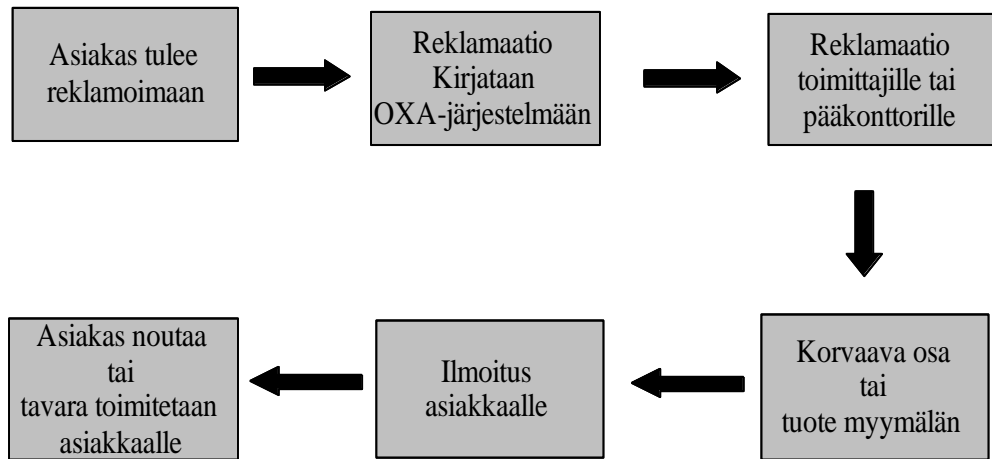 Asiakas tulee
reklamoimaan
Reklamaatio
Kirjataan
OXA-järjestelmään
Reklamaatio
toimittajille tai
pääkonttorille
Korvaava osa
tai
tuote myymälän
Ilmoitus
asiakkaalle
Asiakas noutaa
tai
tavara toimitetaan
asiakkaalle